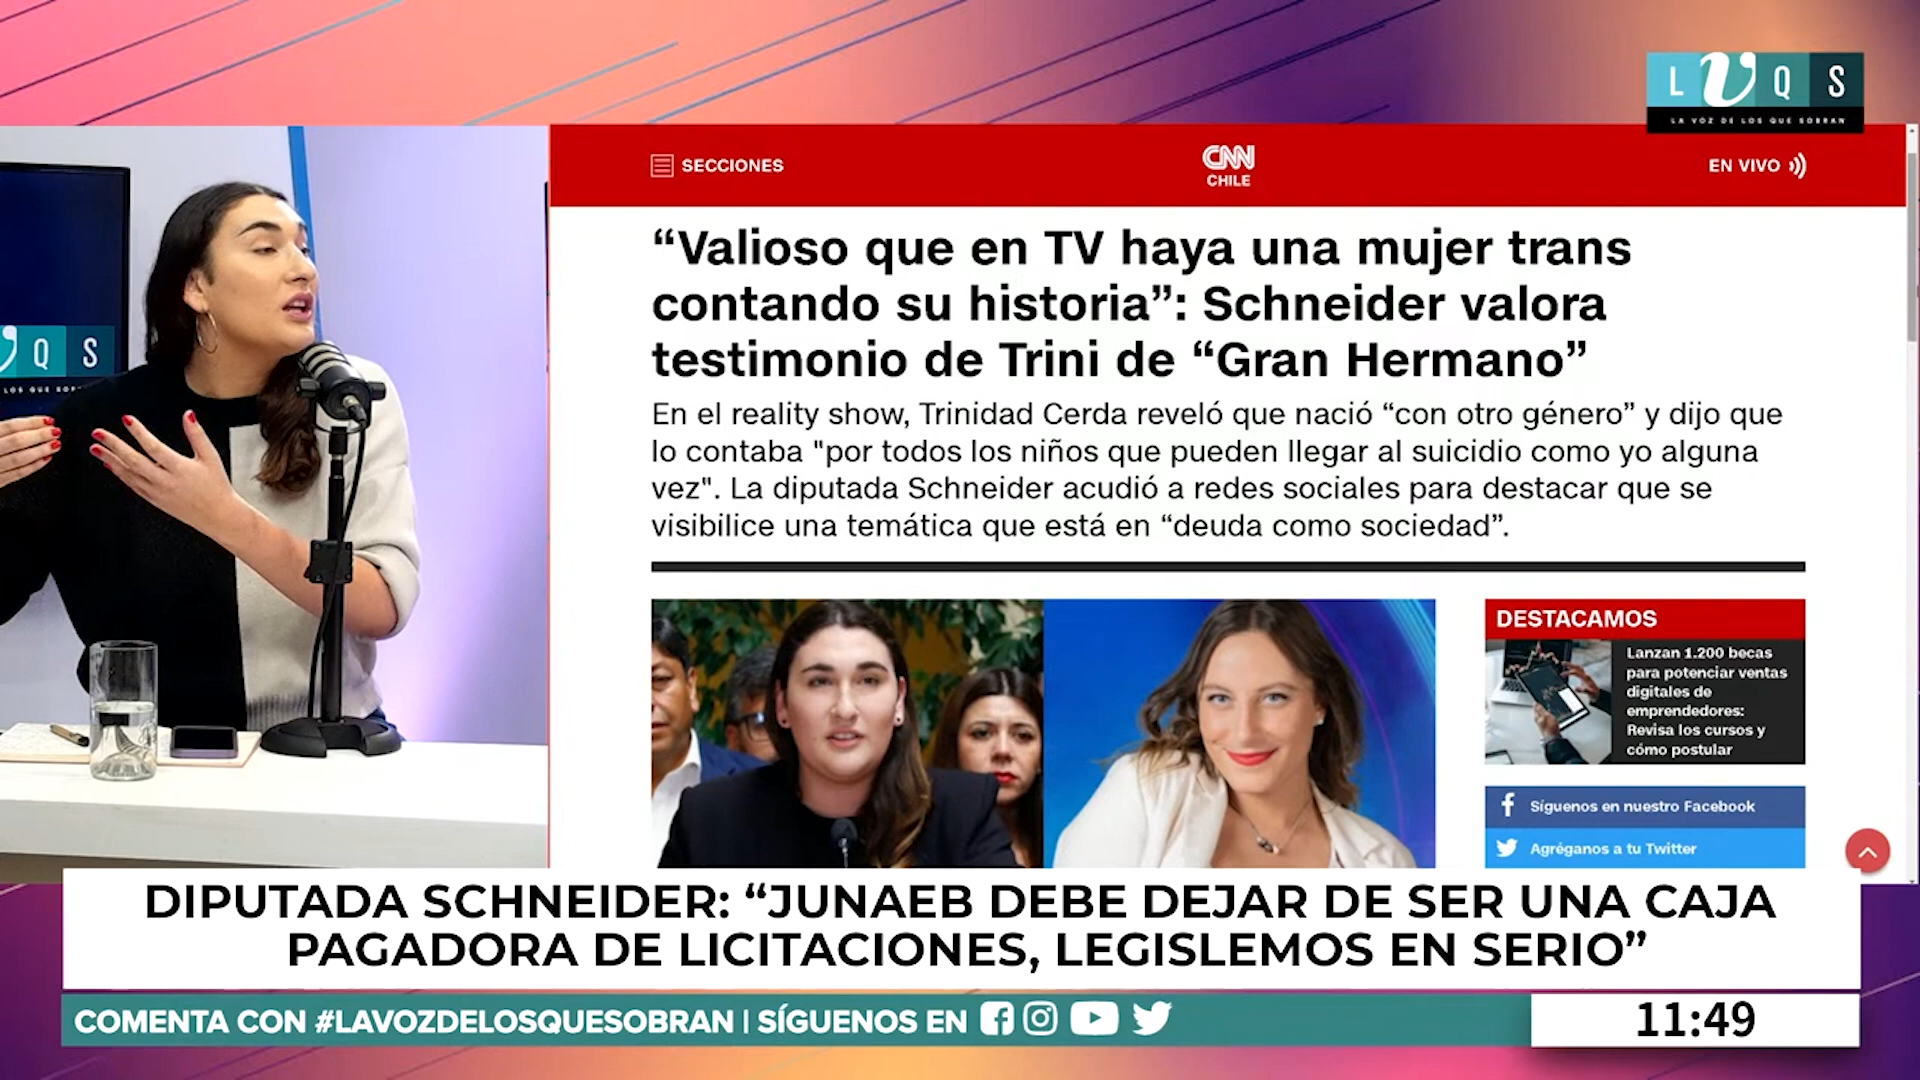 L V Q S
LA VOZ DE LOS QUE SOBRAN
SECCIONES
CNN
CHILE
EN VIVO
“Valioso que en TV haya una mujer trans
contando su historia”: Schneider valora
testimonio de Trini de “Gran Hermano”
En el reality show, Trinidad Cerda reveló que nació “con otro género” y dijo que
lo contaba "por todos los niños que pueden llegar al suicidio como yo alguna
vez". La diputada Schneider acudió a redes sociales para destacar que se
visibilice una temática que está en “deuda como sociedad”.
V Q S
LOS QUE SOB
DESTACAMOS
Lanzan 1.200 becas
para potenciar ventas
digitales de
emprendedores:
Revisa los cursos y
cómo postular
Síguenos en nuestro Facebook
Agréganos a tu Twitter
DIPUTADA SCHNEIDER: “JUNAEB DEBE DEJAR DE SER UNA CAJA
PAGADORA DE LICITACIONES, LEGISLEMOS EN SERIO”
COMENTA CON #LAVOZDELOSQUESOBRAN | SÍGUENOS EN
11:49